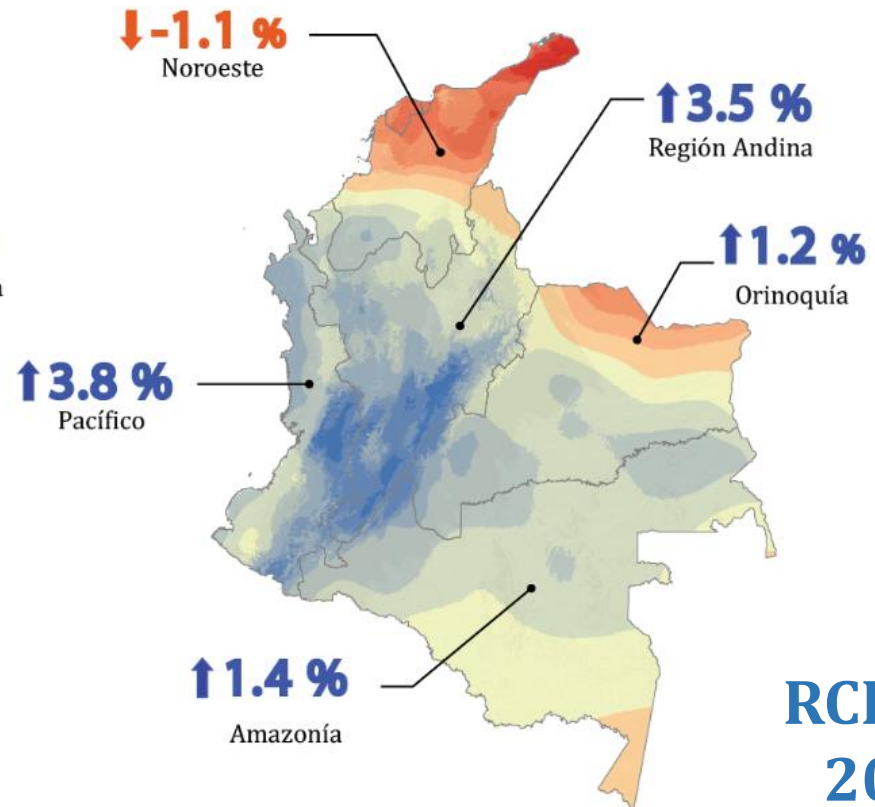 ⬇-1.1 %
Noroeste
⬆3.5 %
Región Andina
⬆1.2 %
Orinoquía
⬆3.8 %
Pacífico
⬆1.4 %
Amazonía